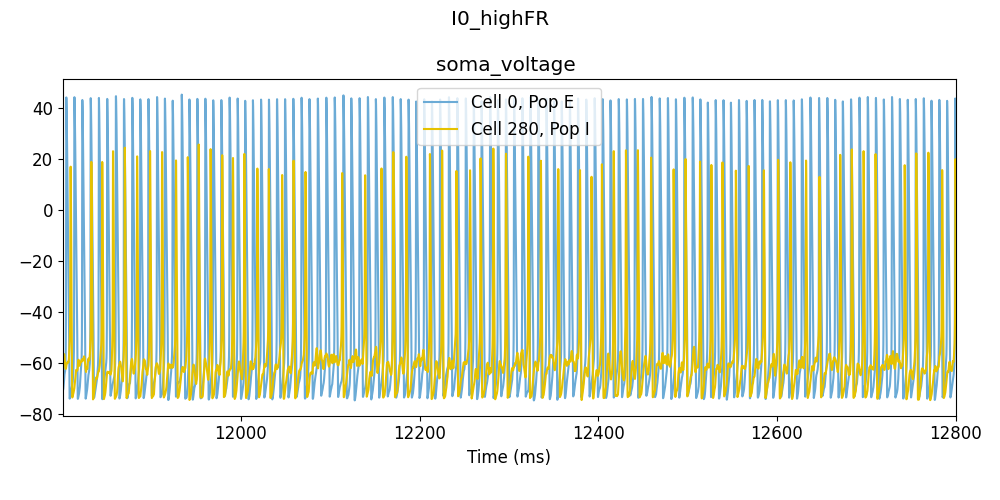 I0_highFR
soma_voltage
Cell 0, Pop E
Cell 280, Pop I
40
20
0
−20
−40
−60
−80
12000
12200
12400
12600
12800
Time (ms)